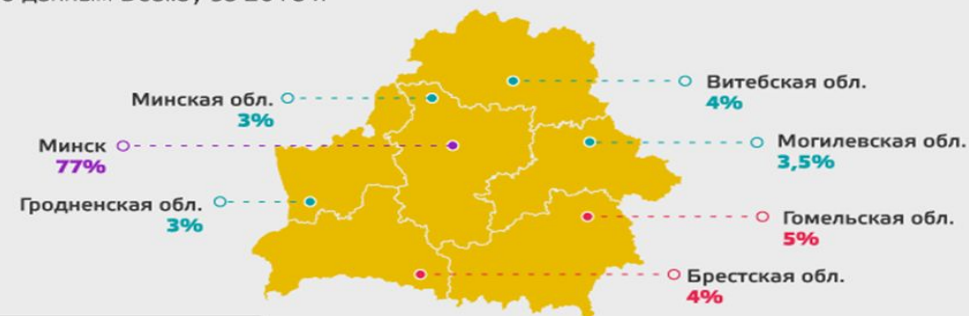 Минская обл.
3%
Минск
77%
Гродненская обл.
3%
Витебская обл.
4%
Могилевская обл.
3,5%
Гомельская обл.
5%
Брестская обл.
4%